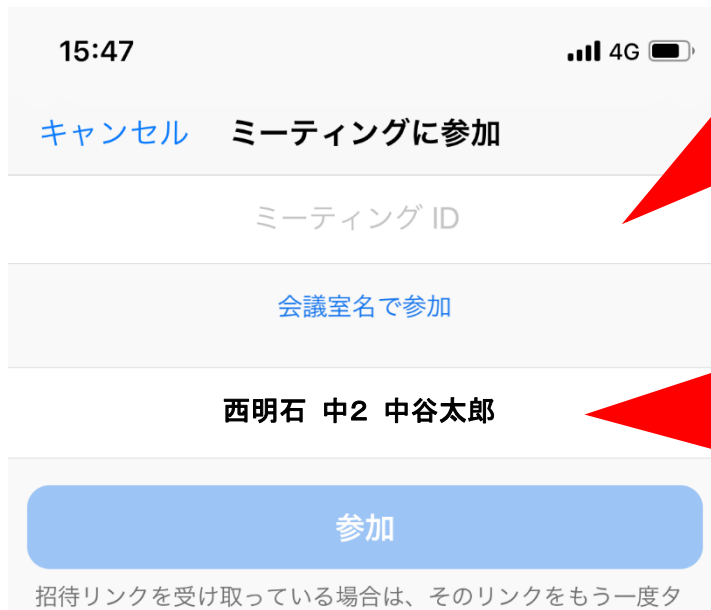 15:47 4G
キャンセル ミーティングに参加
ミーティング ID
会議室名で参加
西明石 中2 中谷太郎
参加
招待リンクを受け取っている場合は、そのリンクをもう一度タ